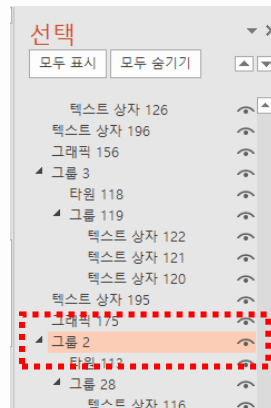 선택
모두 표시 모두 숨기기
텍스트 상자 126
텍스트 상자 196
그래픽 156
그룹 3
타원 118
그룹 119
텍스트 상자 122
텍스트 상자 121
텍스트 상자 120
텍스트 상자 195
그래픽 175
그룹 2
타원 113
그룹 28
텍스트 상자 116